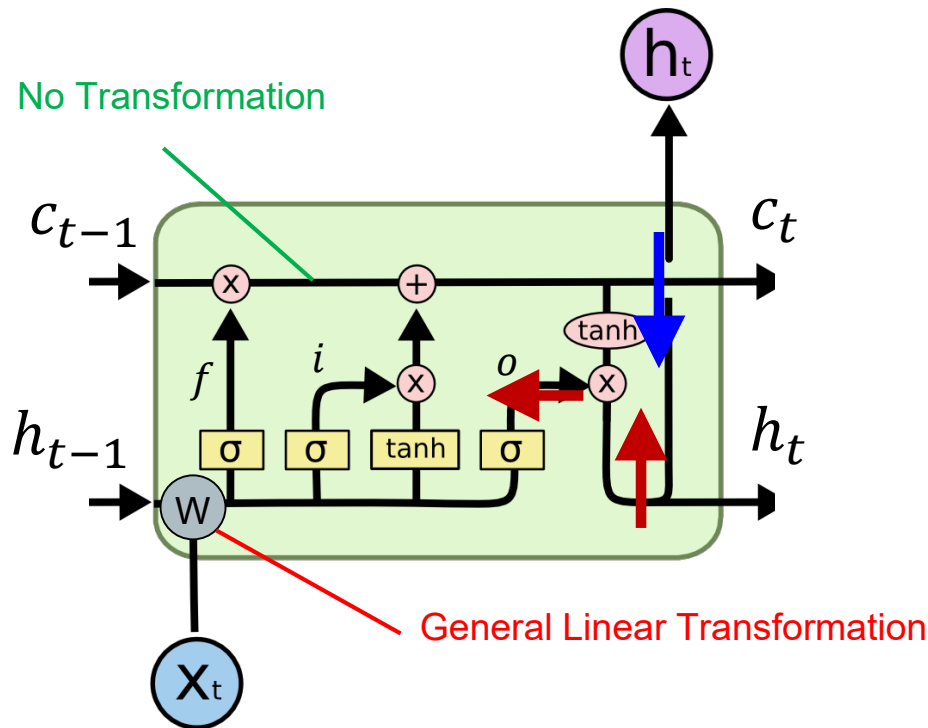 h_t
No Transformation
c_{t-1}
c_t
x
+
tanh
f
i
x
o
x
h_{t-1}
σ
σ
tanh
σ
h_t
W
General Linear Transformation
x_t